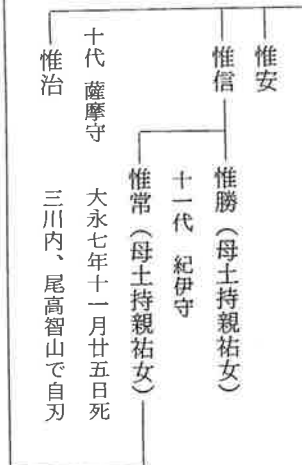 惟安
惟信
惟勝(母土持親祐女)
十一代 紀伊守
惟常(母土持親祐女)
十代 薩摩守 大永七年十一月廿五日死
惟治 三川内、尾高智山で自刃